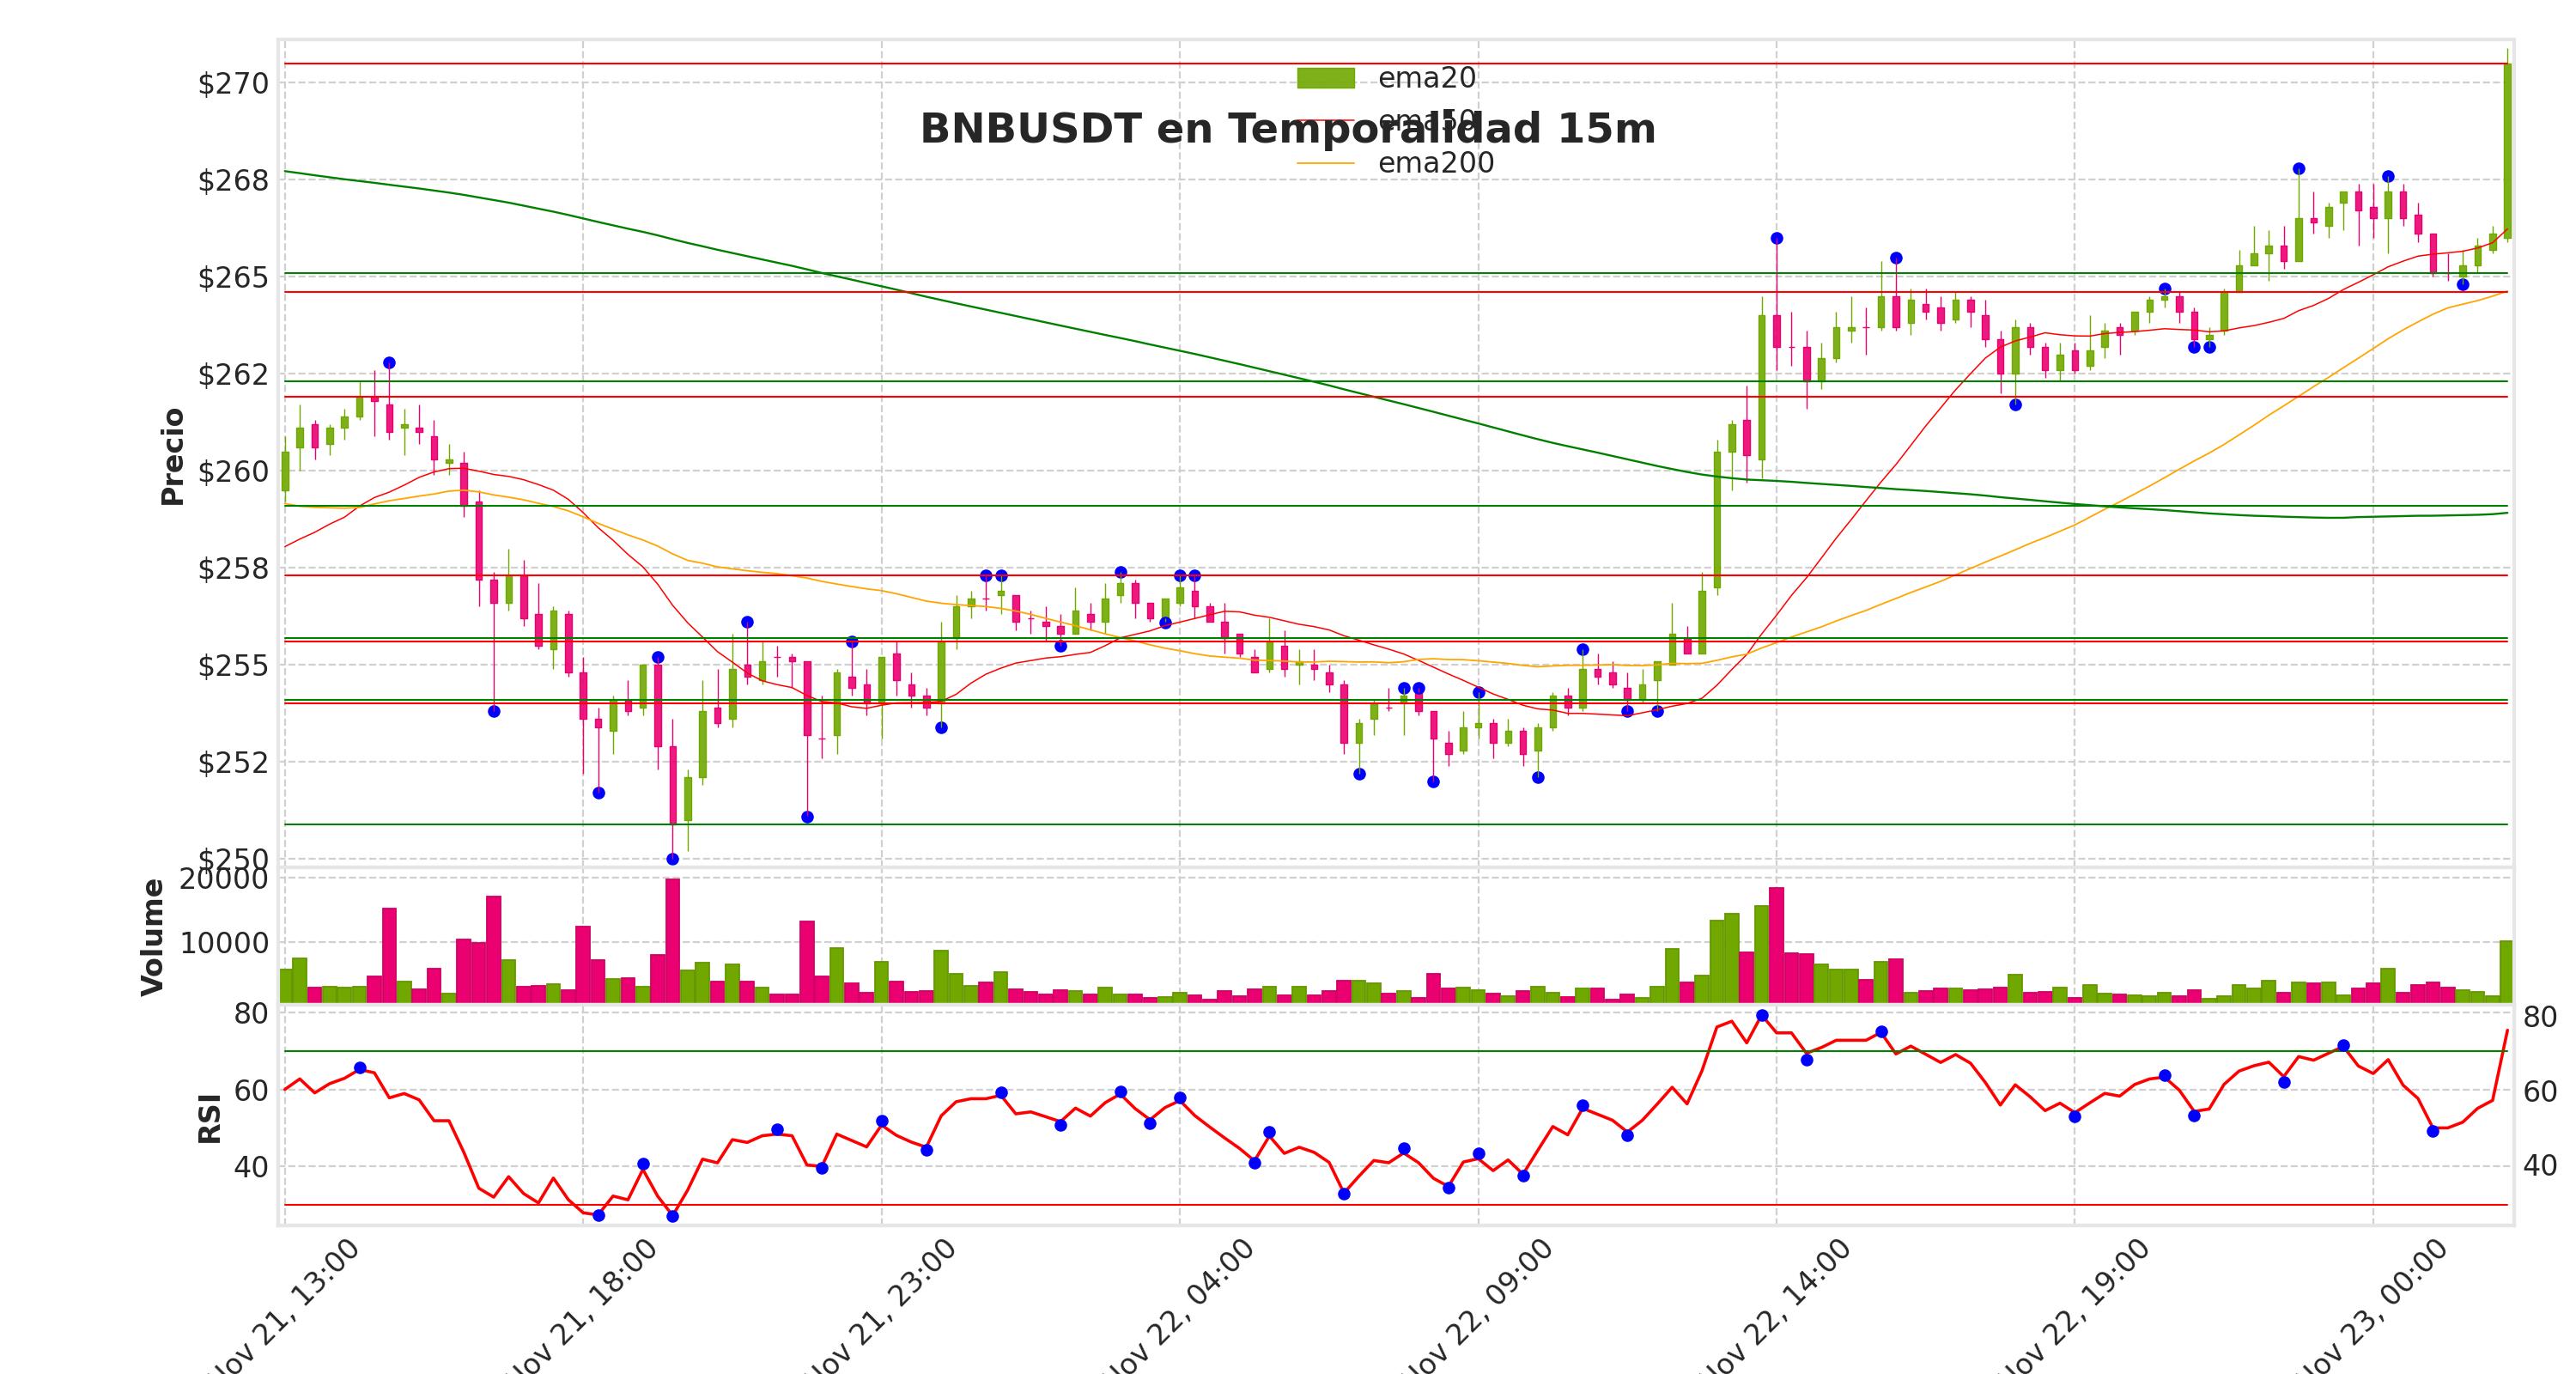 BNBUSDT en Temporalidad 15m
ema20
ema50
ema200
Precio
$270
$268
$265
$262
$260
$258
$255
$252
$250
Volume
20000
10000
RSI
80
60
40
80
60
40
Nov 21, 13:00
Nov 21, 18:00
Nov 21, 23:00
Nov 22, 04:00
Nov 22, 09:00
Nov 22, 14:00
Nov 22, 19:00
Nov 23, 00:00